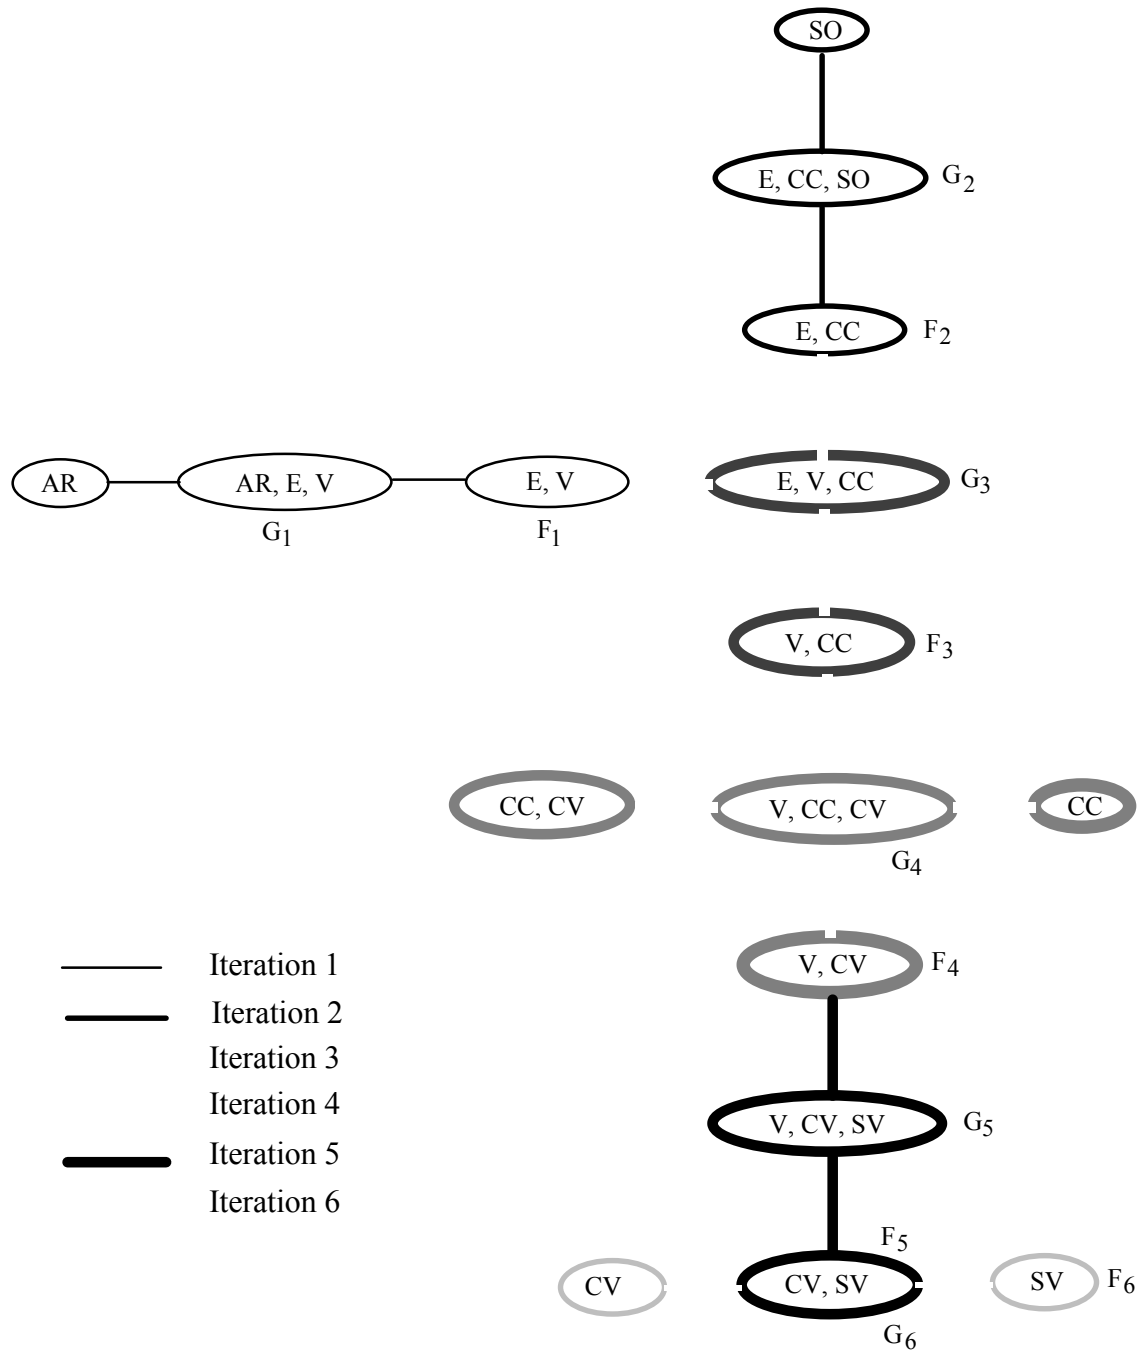 SO
E, CC, SO G2
E, CC F2
AR AR, E, V E, V E, V, CC G3
G1 F1
V, CC F3
CC, CV V, CC, CV CC
G4
V, CV F4
Iteration 1
Iteration 2
Iteration 3
Iteration 4
V, CV, SV G5
Iteration 5
Iteration 6
F5
CV CV, SV SV F6
G6